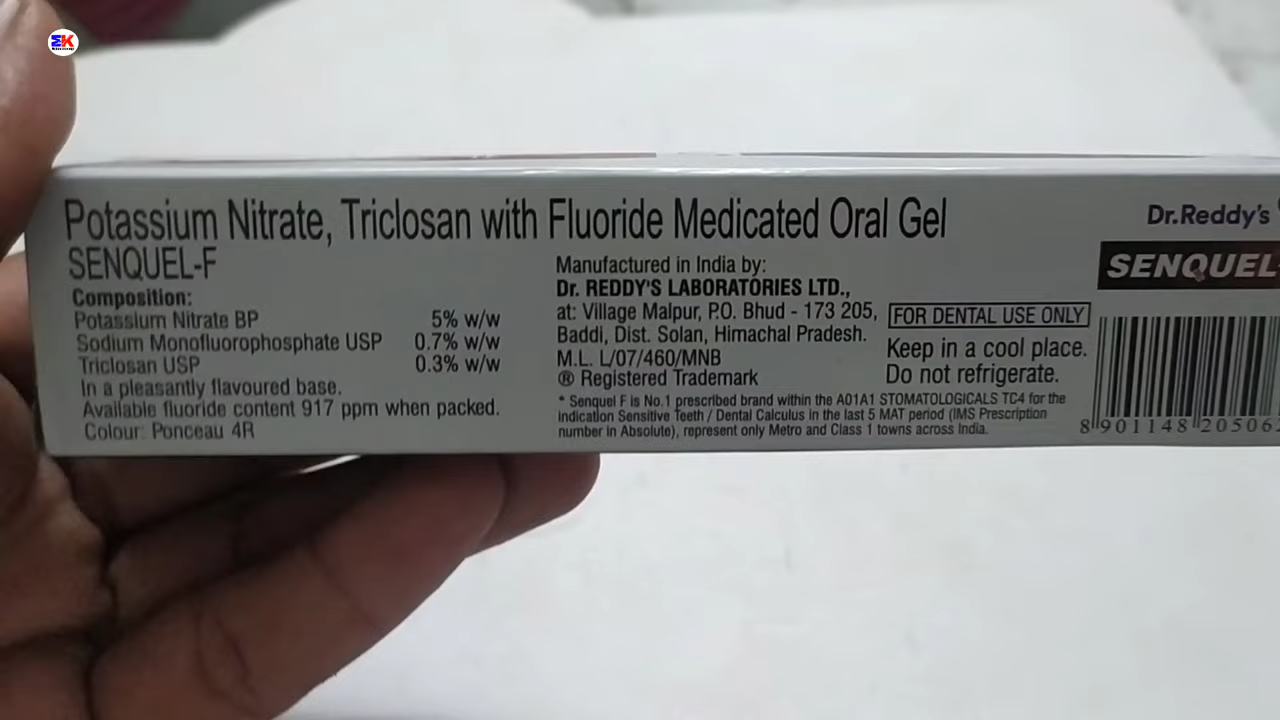 Potassium Nitrate, Triclosan with Fluoride Medicated Oral Gel
SENQUEL-F
Composition:
Potassium Nitrate BP 5% w/w
Sodium Monofluorophosphate USP 0.7% w/w
Triclosan USP 0.3% w/w
In a pleasantly flavoured base.
Available fluoride content 917 ppm when packed.
Colour: Ponceau 4R
Manufactured in India by:
Dr. REDDY'S LABORATORIES LTD.,
at: Village Malpur, P.O. Bhud - 173 205,
Baddi, Dist. Solan, Himachal Pradesh.
M.L. L/07/460/MNB
® Registered Trademark
* Senquel F is No.1 prescribed brand within the A01A1 STOMATOLOGICALS TC4 for the
indication Sensitive Teeth / Dental Calculus in the last 5 MAT period (IMS Prescription
number in Absolute), represent only Metro and Class 1 towns across India.
FOR DENTAL USE ONLY
Keep in a cool place.
Do not refrigerate.
Dr.Reddy's
SENQUEL-
8 901148 20506